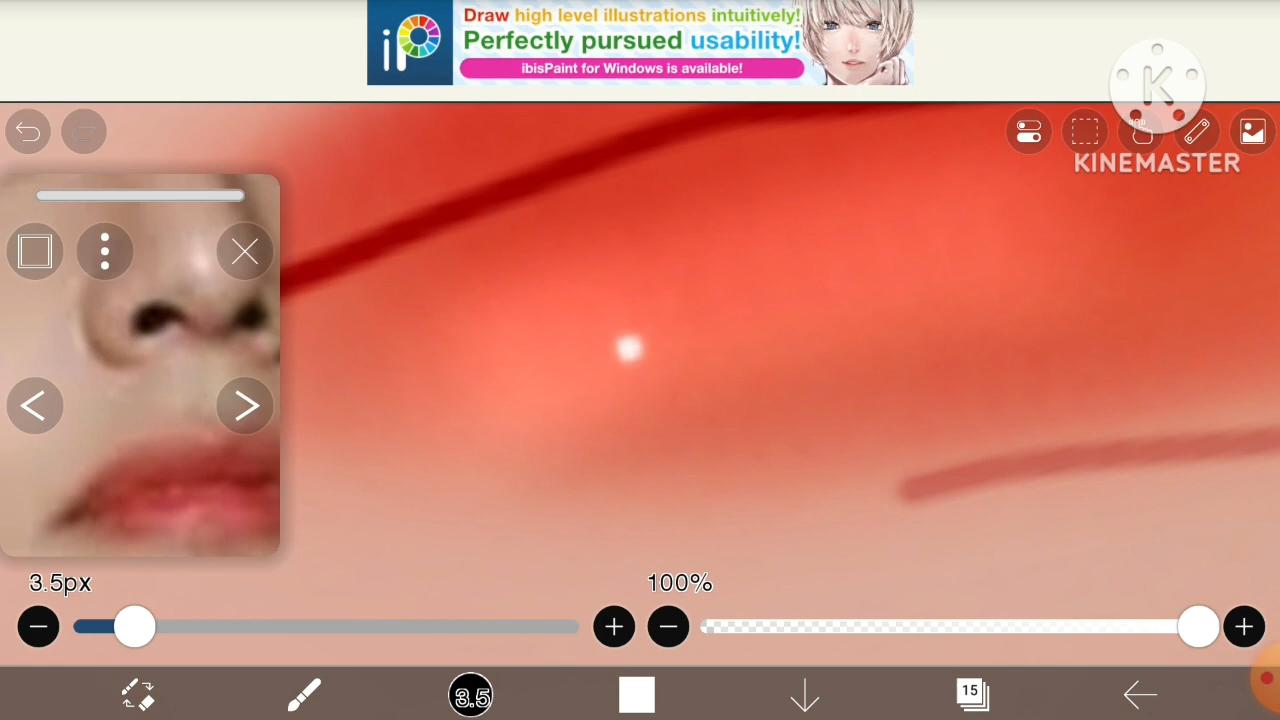 Draw high level illustrations intuitively!
iP
Perfectly pursued usability!
ibisPaint for Windows is available!
K
KINEMASTER
3.5px
100%
3.5
15